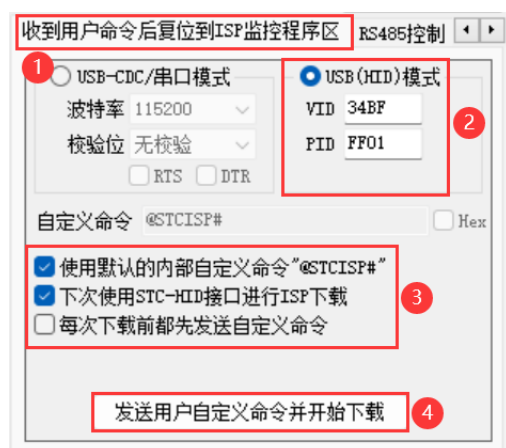 收到用户命令后复位到ISP监控程序区 RS485控制
1
USB-CDC/串口模式 USB(HID)模式
波特率 115200 VID 34BF
2
校验位 无校验 PID FF01
RTS DTR
自定义命令 @STCISP# Hex
使用默认的内部自定义命令"@STCISP#"
下次使用STC-HID接口进行ISP下载 3
每次下载前都先发送自定义命令
发送用户自定义命令并开始下载 4